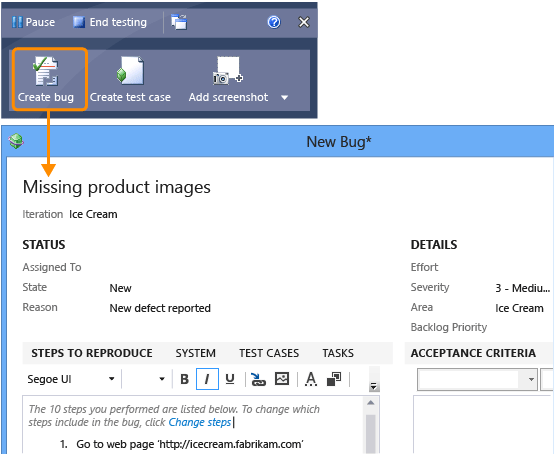 Pause End testing
Create bug Create test case Add screenshot
New Bug*
Missing product images
Iteration Ice Cream
STATUS
Assigned To
State New
Reason New defect reported
DETAILS
Effort
Severity 3 - Mediu...
Area Ice Cream
Backlog Priority
STEPS TO REPRODUCE SYSTEM TEST CASES TASKS
Segoe UI B I U A
The 10 steps you performed are listed below. To change which
steps include in the bug, click Change steps
1. Go to web page ‘http://icecream.fabrikam.com’
ACCEPTANCE CRITERIA